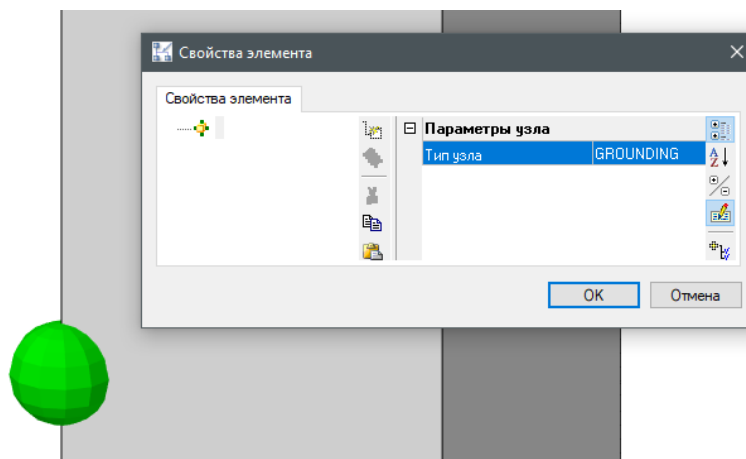 Свойства элемента
Свойства элемента
Параметры узла
Тип узла GROUNDING
OK Отмена